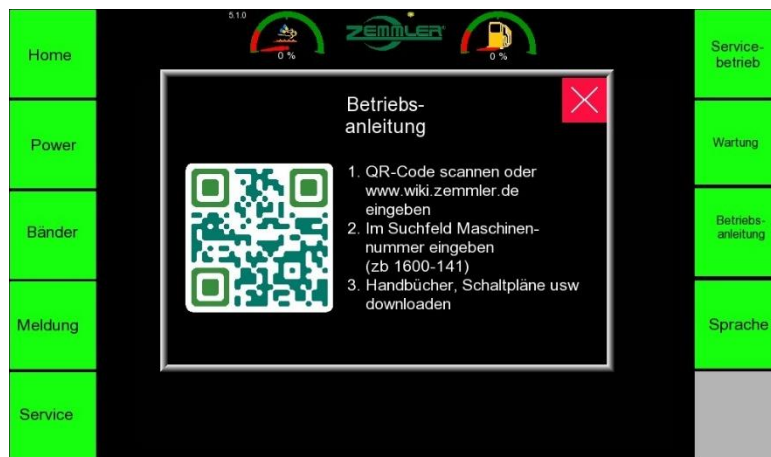 5.1.0
ZEMMLER
0 %
0 %
Home
Power
Bänder
Meldung
Service
Betriebs-
anleitung
1. QR-Code scannen oder
www.wiki.zemmler.de
eingeben
2. Im Suchfeld Maschinen-
nummer eingeben
(zb 1600-141)
3. Handbücher, Schaltpläne usw
downloaden
Service-
betrieb
Wartung
Betriebs-
anleitung
Sprache